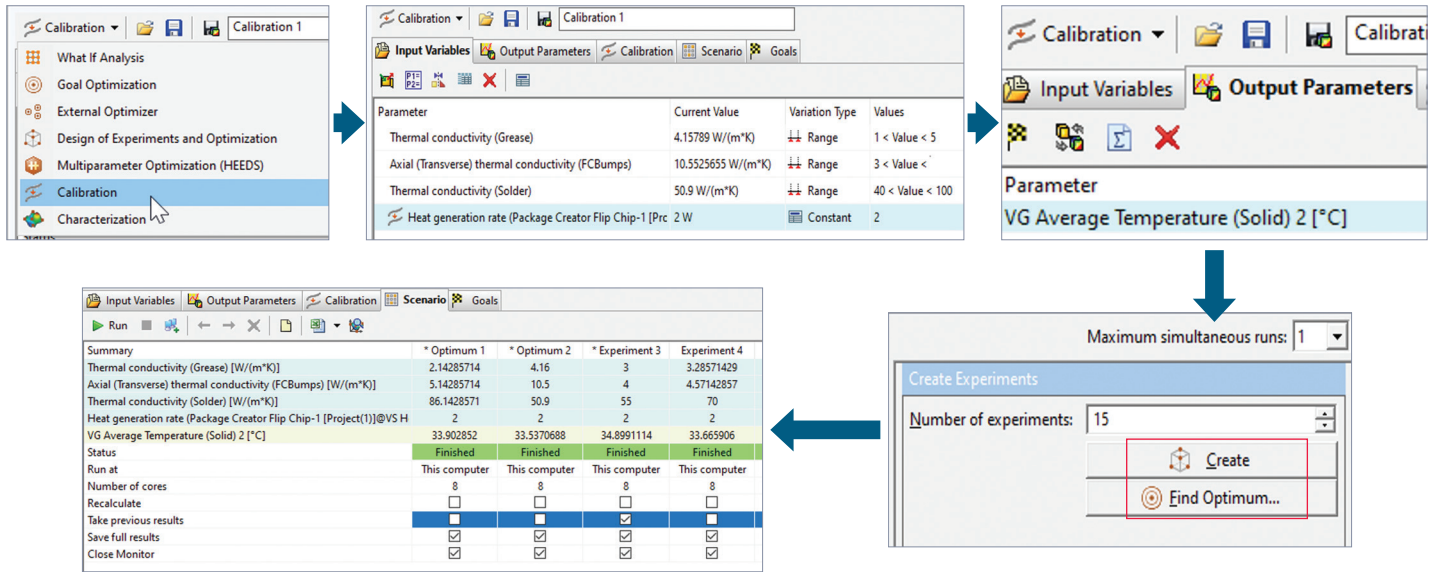 Calibration
Calibration 1
What If Analysis
Goal Optimization
External Optimizer
Design of Experiments and Optimization
Multiparameter Optimization (HEEDS)
Calibration
Characterization
Calibration
Calibration 1
Input Variables Output Parameters Calibration Scenario Goals
Parameter Current Value Variation Type Values
Thermal conductivity (Grease) 4.15789 W/(m*K) Range 1 < Value < 5
Axial (Transverse) thermal conductivity (FCBumps) 10.5525655 W/(m*K) Range 3 < Value <
Thermal conductivity (Solder) 50.9 W/(m*K) Range 40 < Value < 100
Heat generation rate (Package Creator Flip Chip-1 [Prc 2 W Constant 2
Calibration
Calibrati
Input Variables Output Parameters
Parameter
VG Average Temperature (Solid) 2 [°C]
Maximum simultaneous runs: 1
Create Experiments
Number of experiments: 15
Create
Find Optimum...
Input Variables Output Parameters Calibration Scenario Goals
Run
Summary * Optimum 1 * Optimum 2 * Experiment 3 Experiment 4
Thermal conductivity (Grease) [W/(m*K)] 2.14285714 4.16 3 3.28571429
Axial (Transverse) thermal conductivity (FCBumps) [W/(m*K)] 5.14285714 10.5 4 4.57142857
Thermal conductivity (Solder) [W/(m*K)] 86.1428571 50.9 55 70
Heat generation rate (Package Creator Flip Chip-1 [Project(1)]@VS H 2 2 2 2
VG Average Temperature (Solid) 2 [°C] 33.902852 33.5370688 34.8991114 33.665906
Status Finished Finished Finished Finished
Run at This computer This computer This computer This computer
Number of cores 8 8 8 8
Recalculate
Take previous results
Save full results
Close Monitor